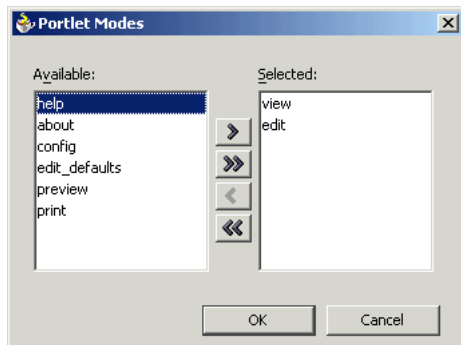 Portlet Modes
Available:
Selected:
help
about
config
edit_defaults
preview
print
view
edit
OK
Cancel